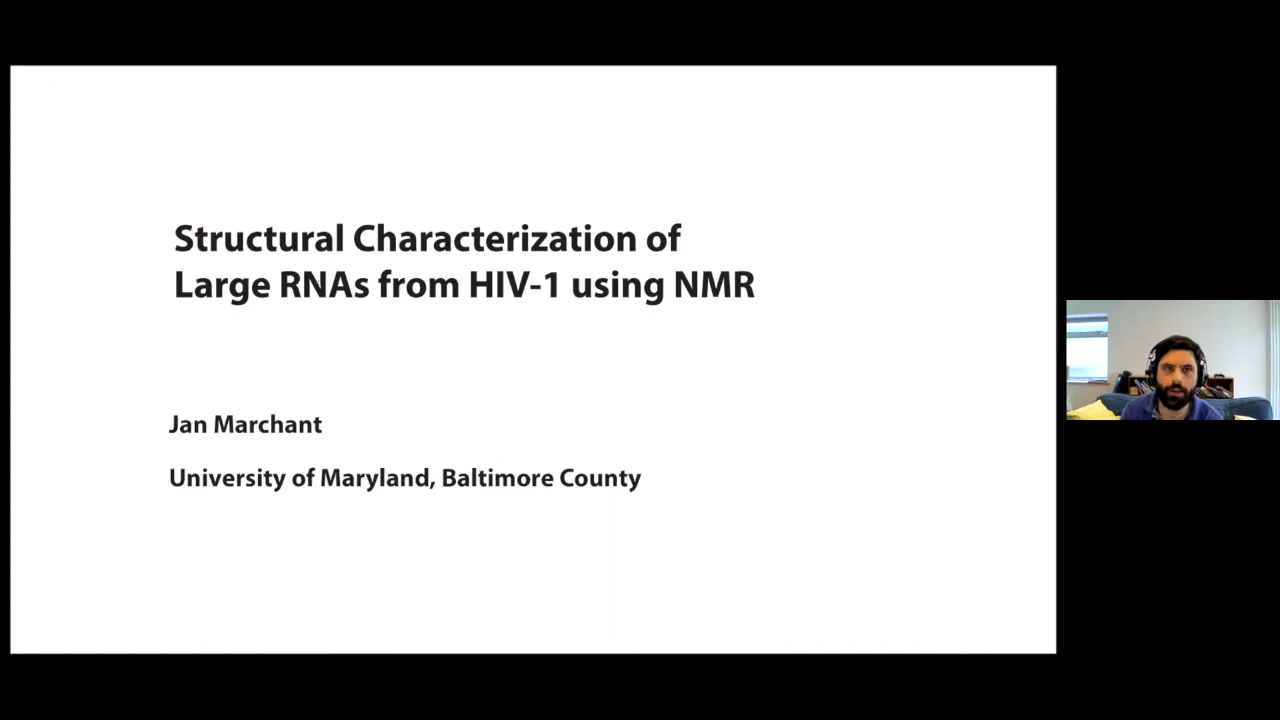 Structural Characterization of
Large RNAs from HIV-1 using NMR
Jan Marchant
University of Maryland, Baltimore County